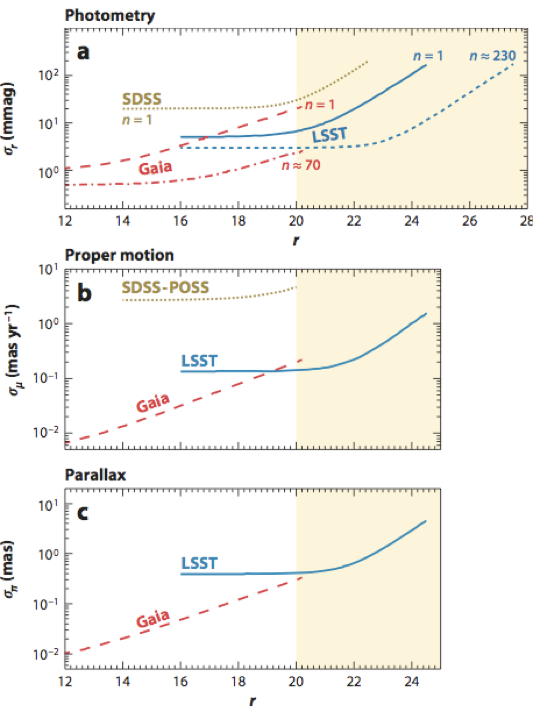 Photometry
a
n = 1
n ≈ 230
10²
SDSS
n = 1
n = 1
10¹
LSST
σᵣ (mmag)
Gaia
n ≈ 70
10⁰
12 14 16 18 20 22 24 26 28
r
Proper motion
10¹
b
SDSS-POSS
10⁰
LSST
σμ (mas yr⁻¹)
10⁻¹
Gaia
10⁻²
Parallax
10¹
c
LSST
10⁰
σπ (mas)
10⁻¹
Gaia
10⁻²
12 14 16 18 20 22 24
r